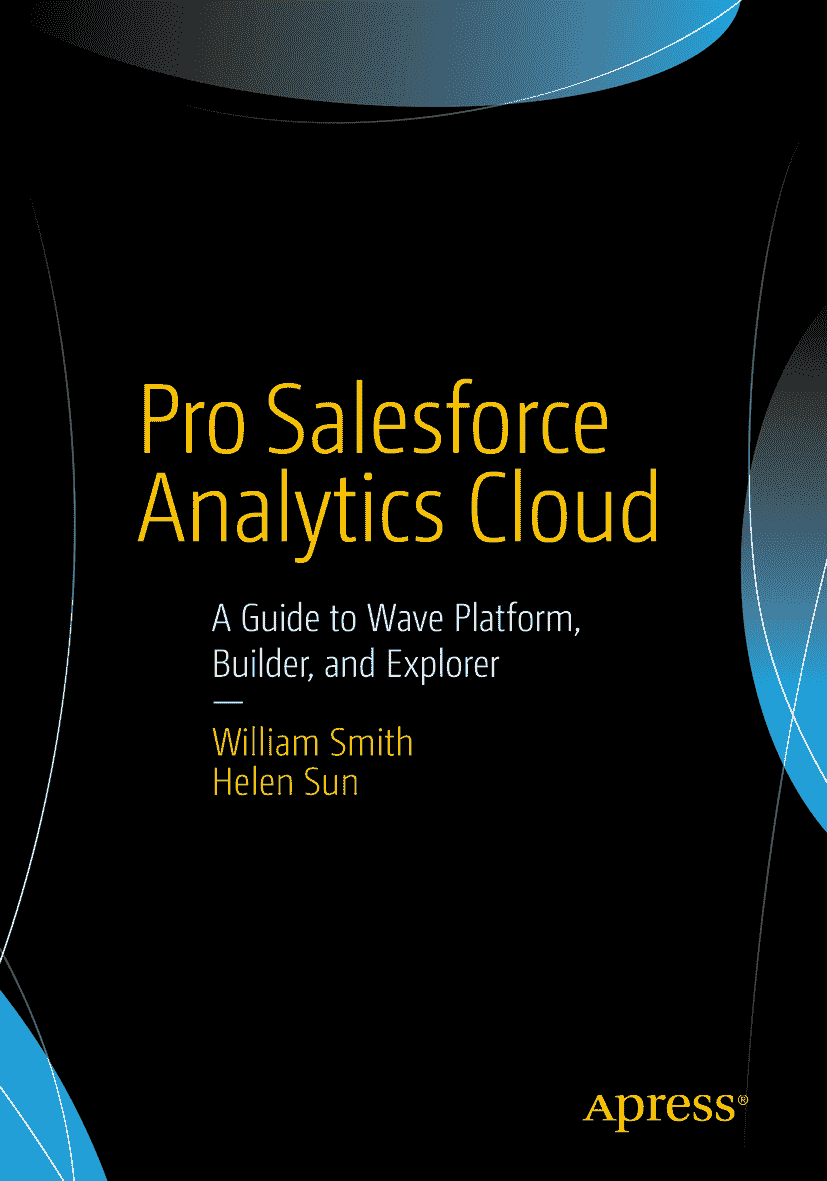 Pro Salesforce
Analytics Cloud
A Guide to Wave Platform,
Builder, and Explorer
—
William Smith
Helen Sun
Apress®